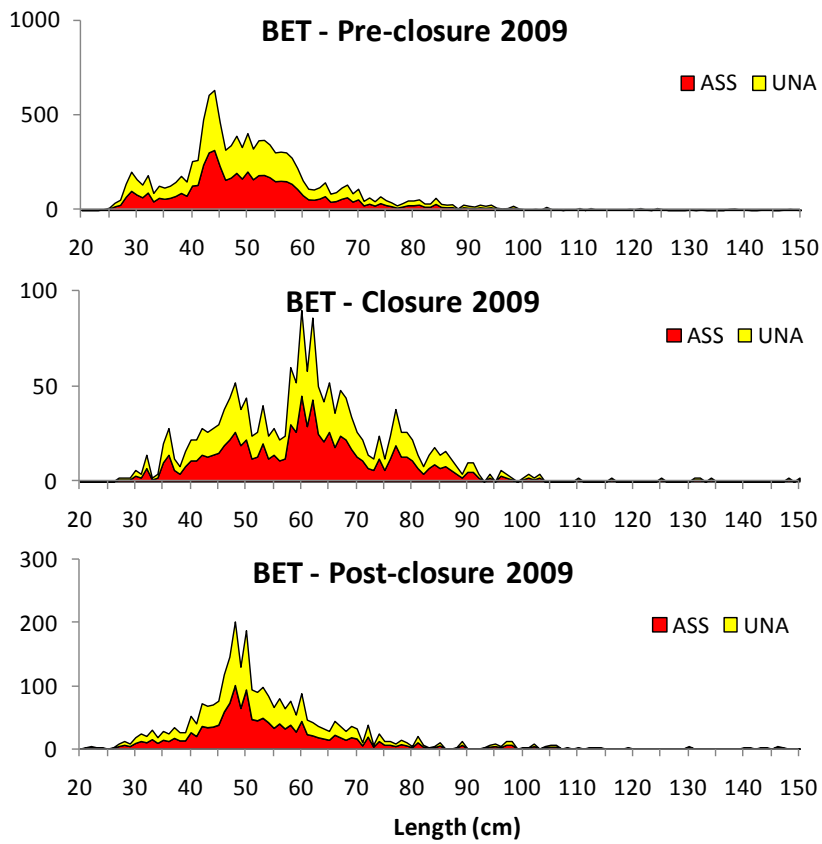 BET - Pre-closure 2009
1000
ASS UNA
500
0
20 30 40 50 60 70 80 90 100 110 120 130 140 150
BET - Closure 2009
100
ASS UNA
50
0
20 30 40 50 60 70 80 90 100 110 120 130 140 150
BET - Post-closure 2009
300
ASS UNA
200
100
0
20 30 40 50 60 70 80 90 100 110 120 130 140 150
Length (cm)